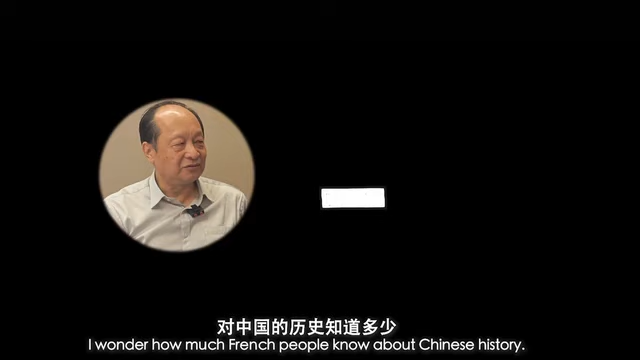 对中国的历史知道多少
I wonder how much French people know about Chinese history.